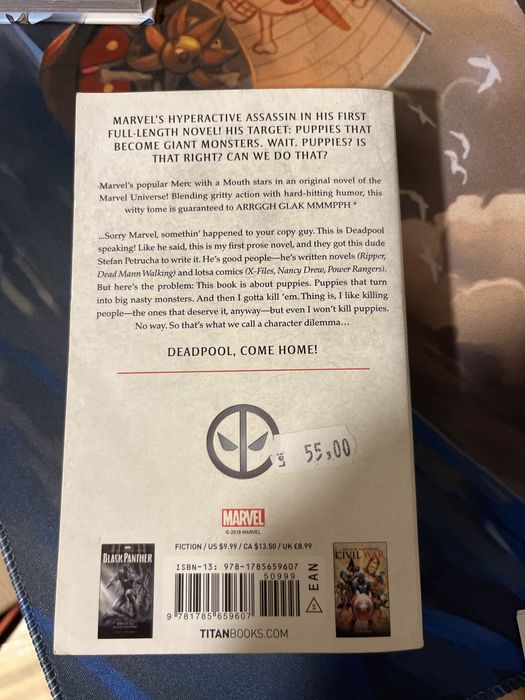 MARVEL'S HYPERACTIVE ASSASSIN IN HIS FIRST
FULL-LENGTH NOVEL! HIS TARGET: PUPPIES THAT
BECOME GIANT MONSTERS. WAIT. PUPPIES? IS
THAT RIGHT? CAN WE DO THAT?
Marvel's popular Merc with a Mouth stars in an original novel of the
Marvel Universe! Blending gritty action with hard-hitting humor, this
witty tome is guaranteed to ARRGGH GLAK MMMPPH *
...Sorry Marvel, somethin' happened to your copy guy. This is Deadpool
speaking! Like he said, this is my first prose novel, and they got this dude
Stefan Petrucha to write it. He's good people—he's written novels (Ripper,
Dead Mann Walking) and lotsa comics (X-Files, Nancy Drew, Power Rangers).
But here's the problem: This book is about puppies. Puppies that turn
into big nasty monsters. And then I gotta kill 'em. Thing is, I like killing
people—the ones that deserve it, anyway—but even I won't kill puppies.
No way. So that's what we call a character dilemma...
DEADPOOL, COME HOME!
Lei 55,00
MARVEL
© 2018 MARVEL
FICTION / US $9.99 / CA $13.50 / UK £8.99
ISBN-13: 978-1785659607
50999
EAN
9 781785 659607
TITANBOOKS.COM
BLACK PANTHER
CIVIL WAR